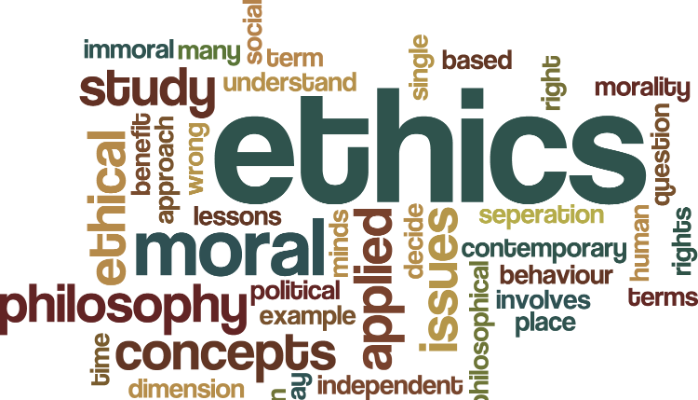 social
immoral
many
term
single
based
right
morality
study
understand
ethics
question
ethical
benefit
approach
wrong
lessons
moral
minds
applied
decide
issues
seperation
human
rights
contemporary
behaviour
philosophical
involves
terms
place
philosophy
political
example
time
concepts
dimension
independent